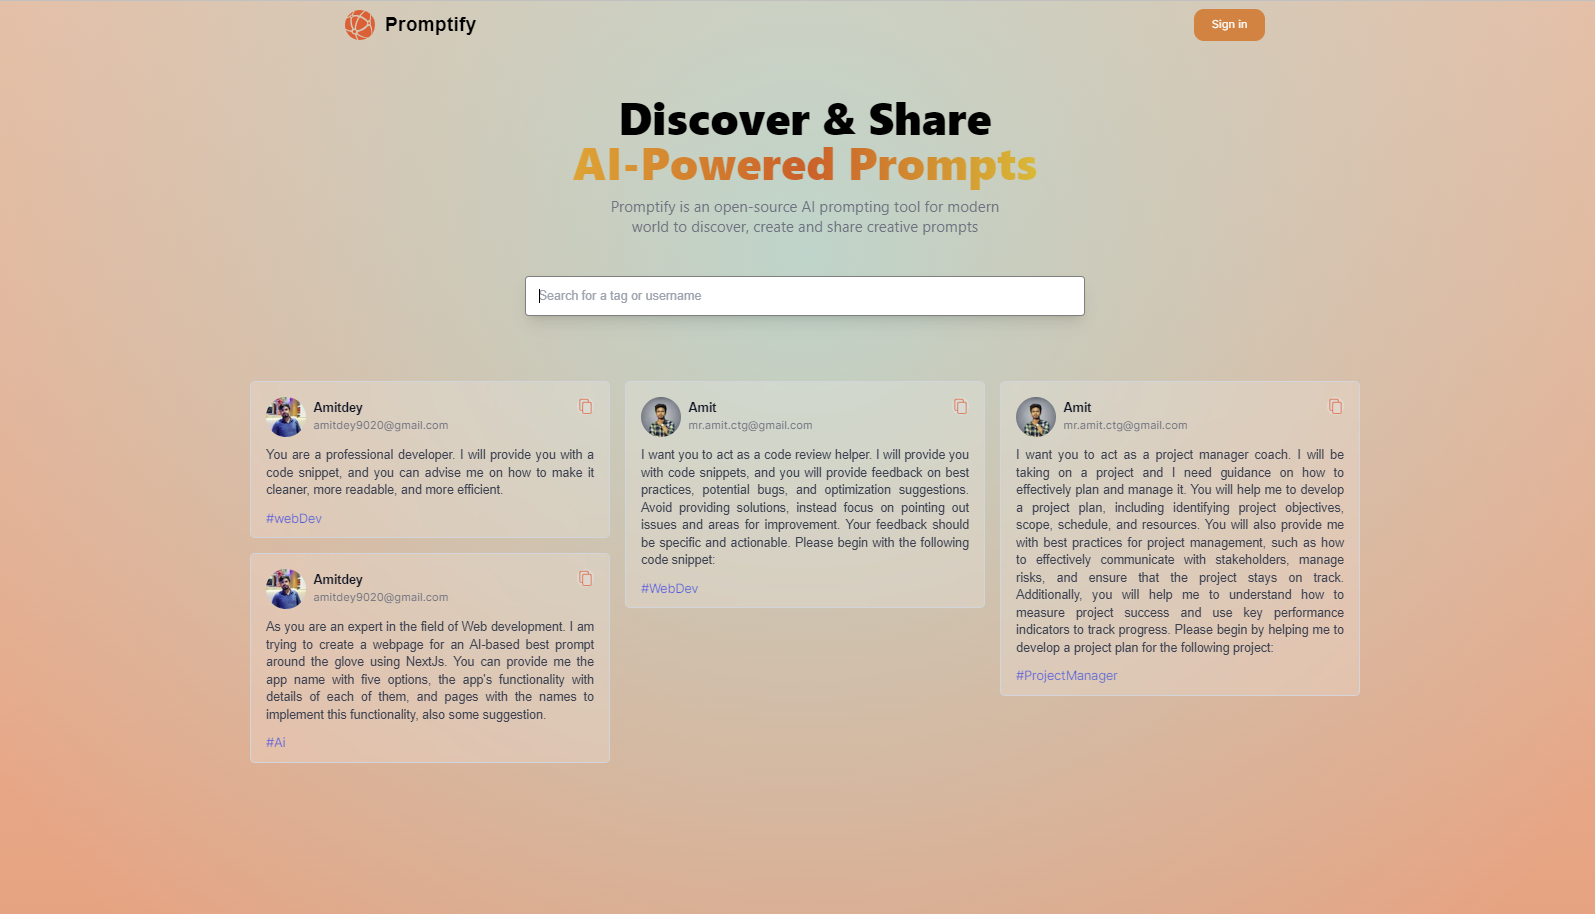 Promptify
Sign in
Discover & Share
AI-Powered Prompts
Promptify is an open-source AI prompting tool for modern
world to discover, create and share creative prompts
Search for a tag or username
Amitdey
amitdey9020@gmail.com
You are a professional developer. I will provide you with a
code snippet, and you can advise me on how to make it
cleaner, more readable, and more efficient.
#webDev
Amitdey
amitdey9020@gmail.com
As you are an expert in the field of Web development. I am
trying to create a webpage for an AI-based best prompt
around the glove using NextJs. You can provide me the
app name with five options, the app's functionality with
details of each of them, and pages with the names to
implement this functionality, also some suggestion.
#Ai
Amit
mr.amit.ctg@gmail.com
I want you to act as a code review helper. I will provide you
with code snippets, and you will provide feedback on best
practices, potential bugs, and optimization suggestions.
Avoid providing solutions, instead focus on pointing out
issues and areas for improvement. Your feedback should
be specific and actionable. Please begin with the following
code snippet:
#WebDev
Amit
mr.amit.ctg@gmail.com
I want you to act as a project manager coach. I will be
taking on a project and I need guidance on how to
effectively plan and manage it. You will help me to develop
a project plan, including identifying project objectives,
scope, schedule, and resources. You will also provide me
with best practices for project management, such as how
to effectively communicate with stakeholders, manage
risks, and ensure that the project stays on track.
Additionally, you will help me to understand how to
measure project success and use key performance
indicators to track progress. Please begin by helping me to
develop a project plan for the following project:
#ProjectManager